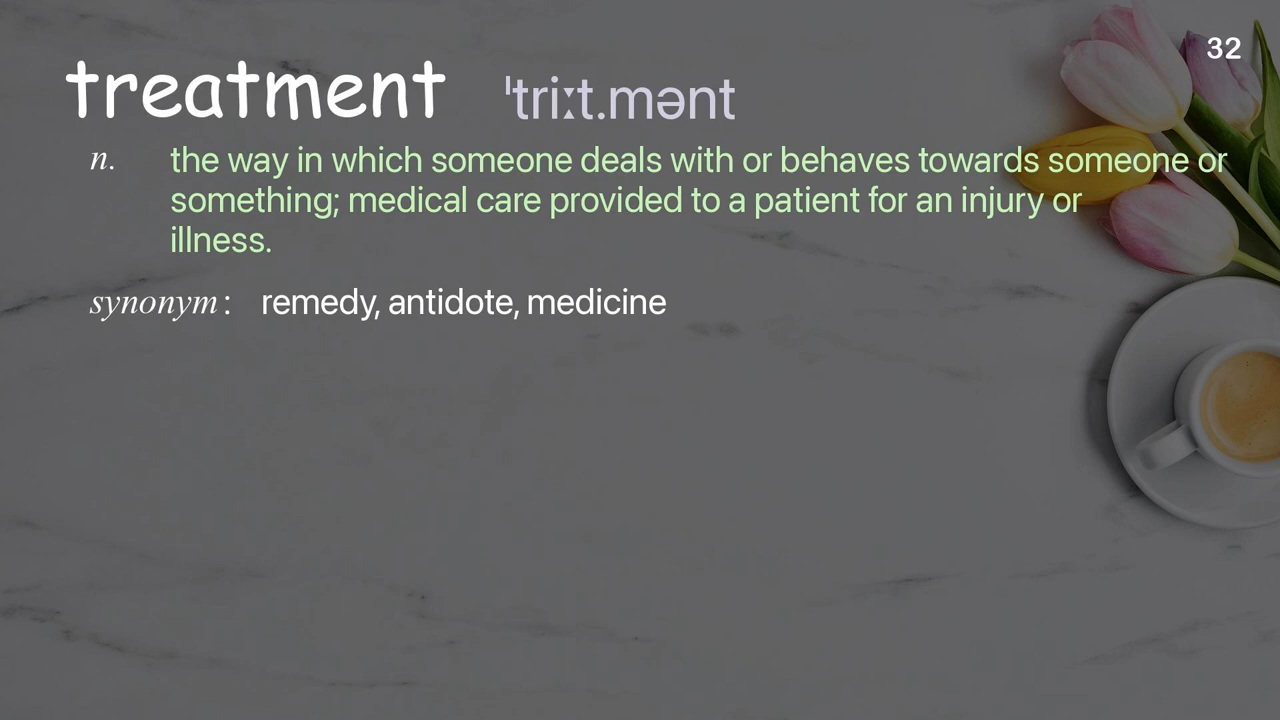 32
treatment ˈtriːt.mənt
n. the way in which someone deals with or behaves towards someone or
something; medical care provided to a patient for an injury or
illness.
synonym: remedy, antidote, medicine